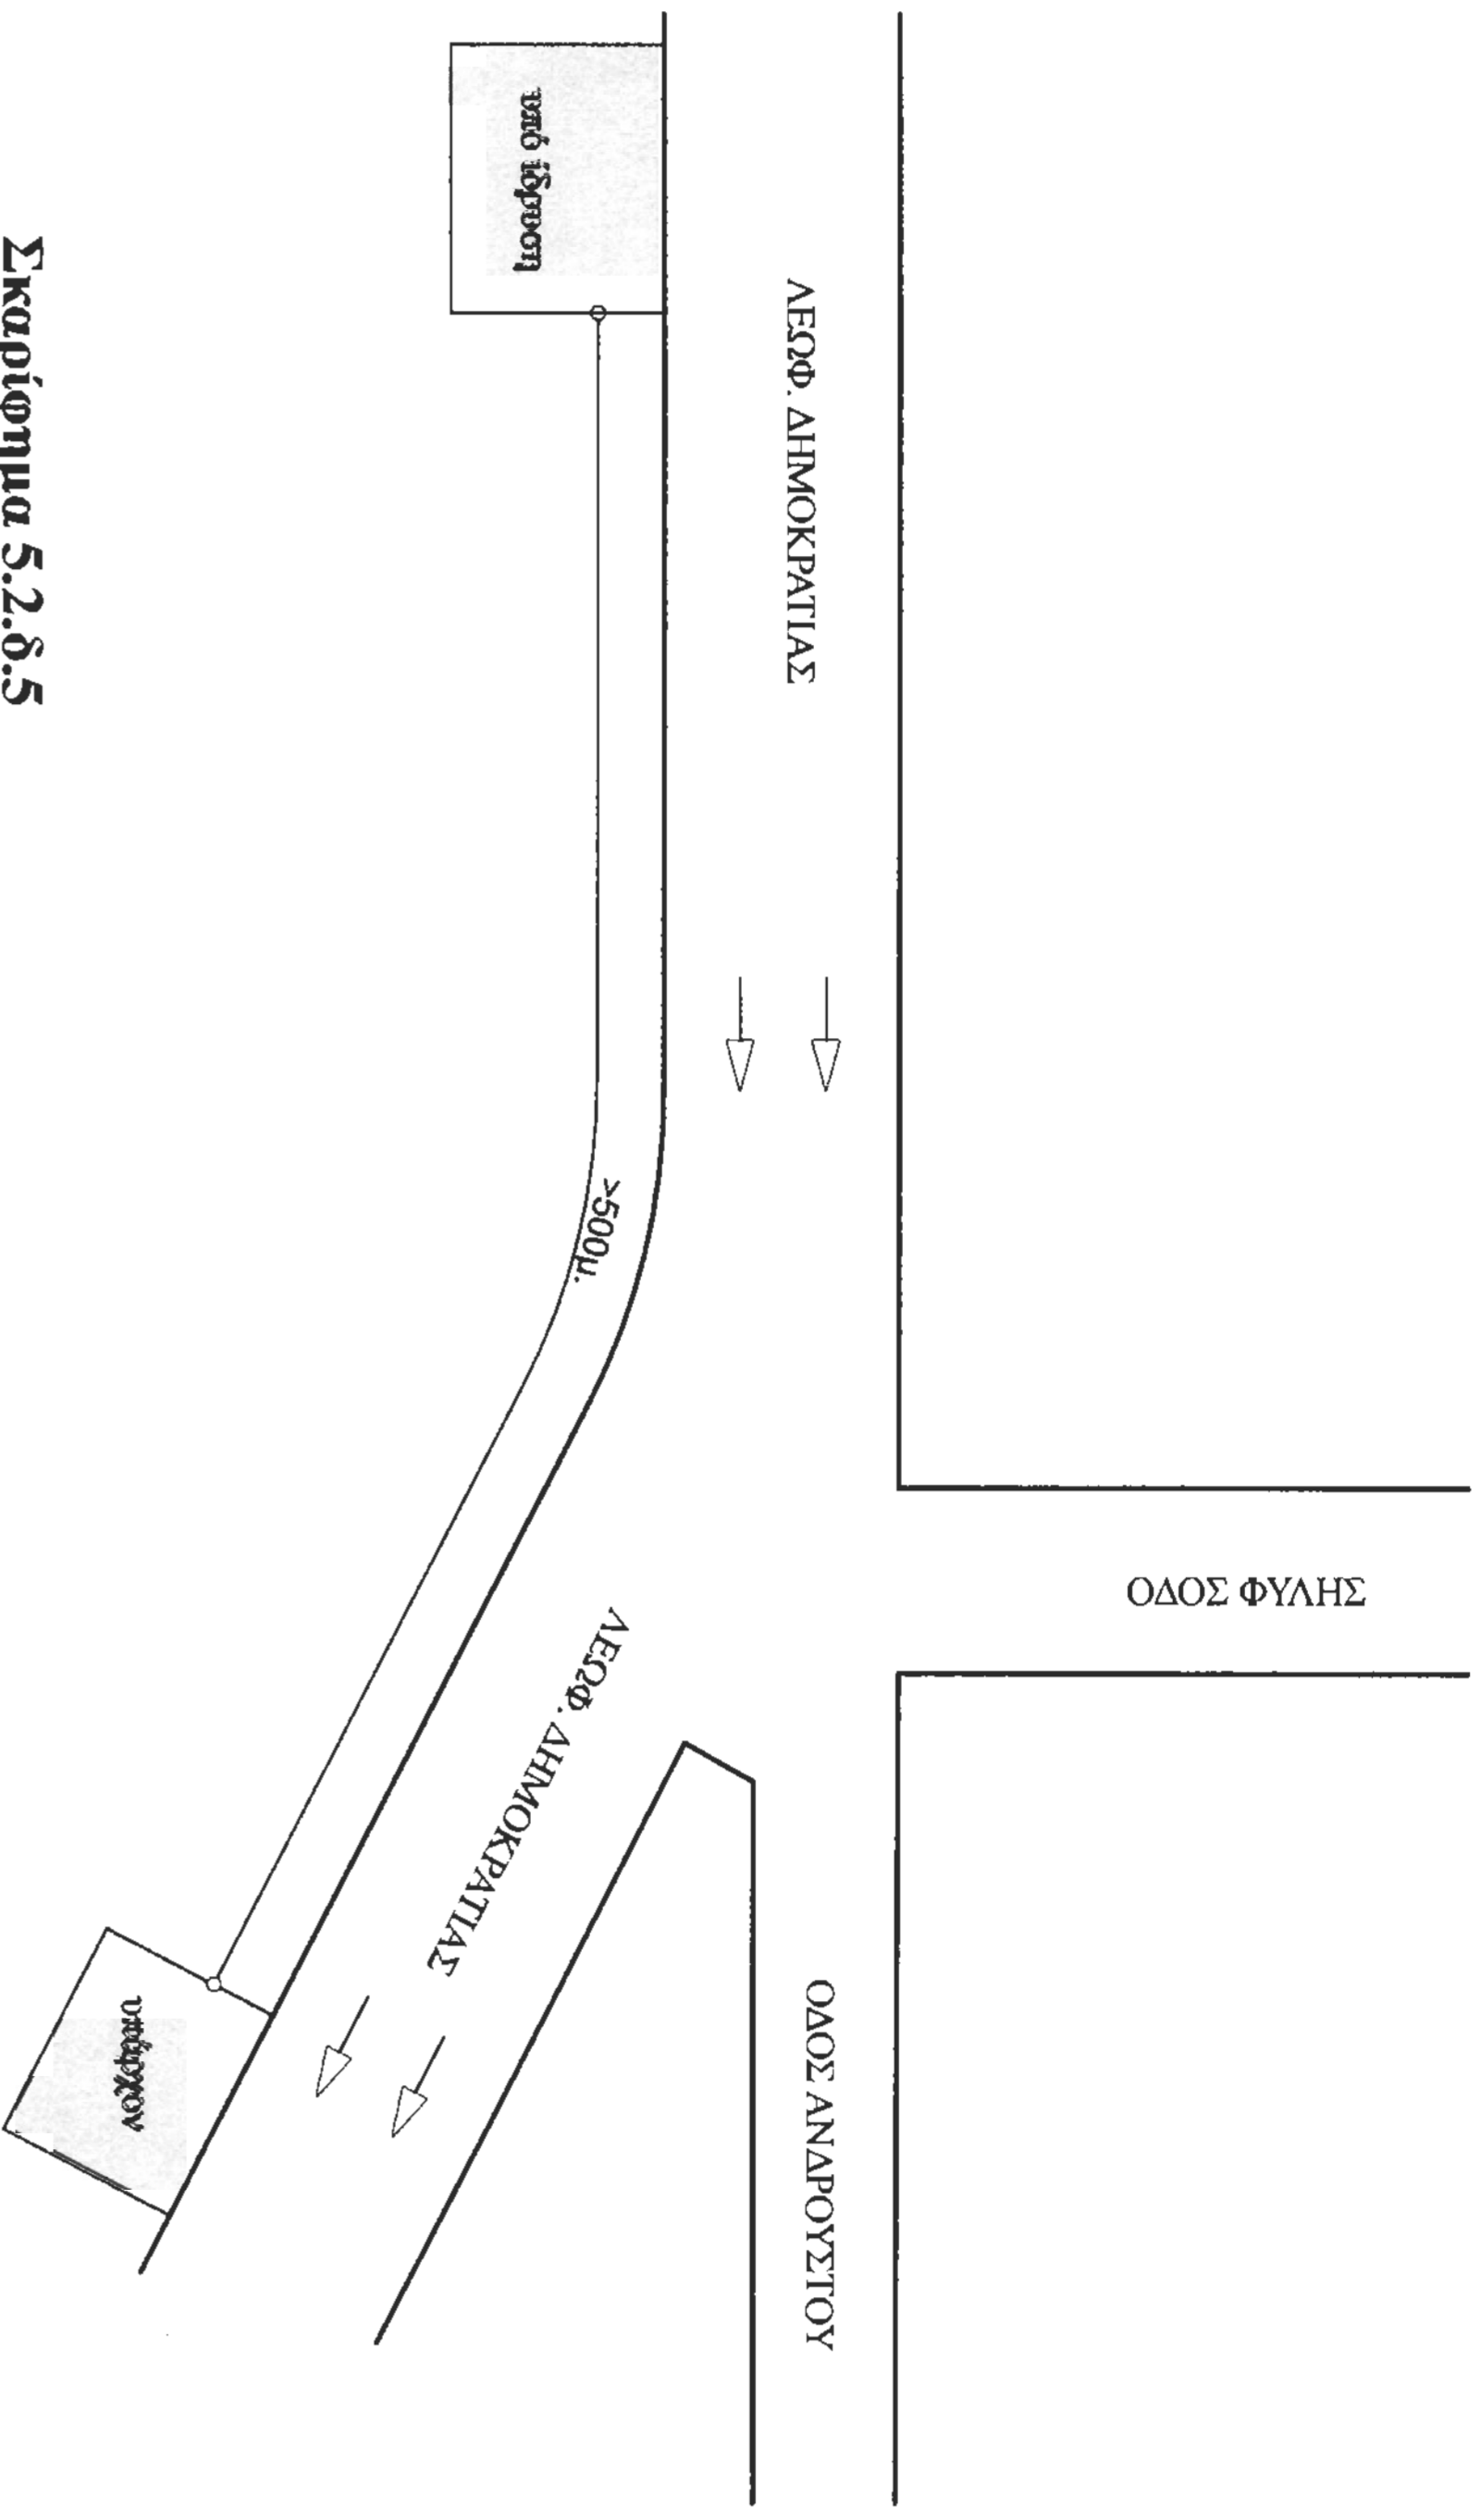 ΟΔΟΣ ΦΥΛΗΣ
ΛΕΩΦ. ΔΗΜΟΚΡΑΤΙΑΣ
ΟΔΟΣ ΑΝΔΡΟΥΣΤΟΥ
ΛΕΩΦ. ΔΗΜΟΚΡΑΤΙΑΣ
>500μ.
υπό ίδρυση
υπάρχον
Σκαρίφημα 5.2.δ.5